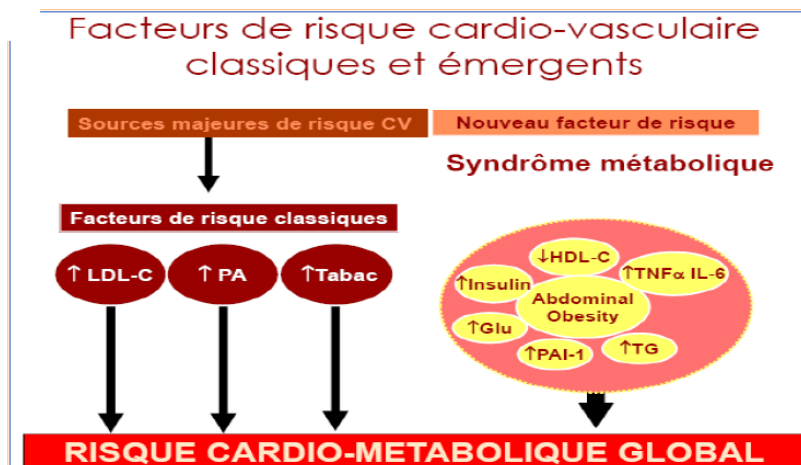 Facteurs de risque cardio-vasculaire
classiques et émergents
Sources majeures de risque CV
Nouveau facteur de risque
Syndrôme métabolique
Facteurs de risque classiques
↑ LDL-C
↑ PA
↑Tabac
↓HDL-C
↑TNFα IL-6
↑Insulin
Abdominal
Obesity
↑Glu
↑PAI-1
↑TG
RISQUE CARDIO-METABOLIQUE GLOBAL